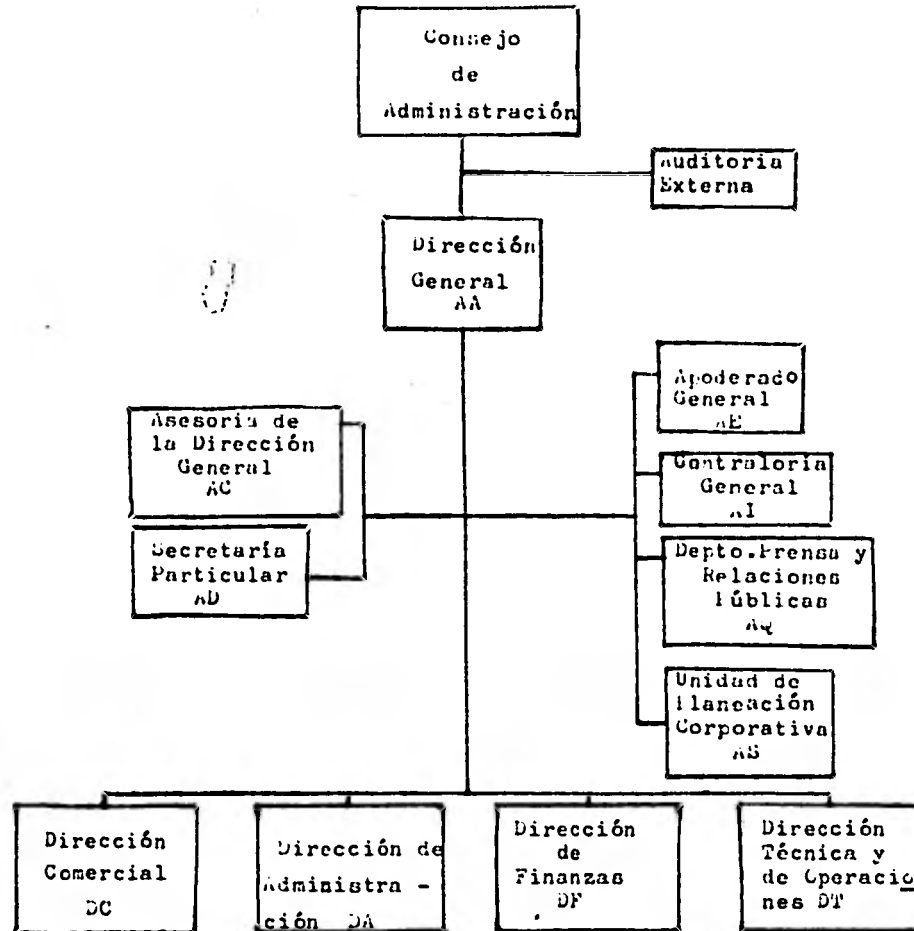 Consejo
de
Administración
Auditoria
Externa
Dirección
General
AA
Apoderado
General
AE
Asesoria de
la Dirección
General
AC
Contraloria
General
AI
Secretaría
Particular
AD
Depto.Prensa y
Relaciones
Públicas
AQ
Unidad de
Planeación
Corporativa
AS
Dirección
Comercial
DC
Dirección de
Administra -
ción DA
Dirección
de
Finanzas
DF
Dirección
Técnica y
de Operacio
nes DT